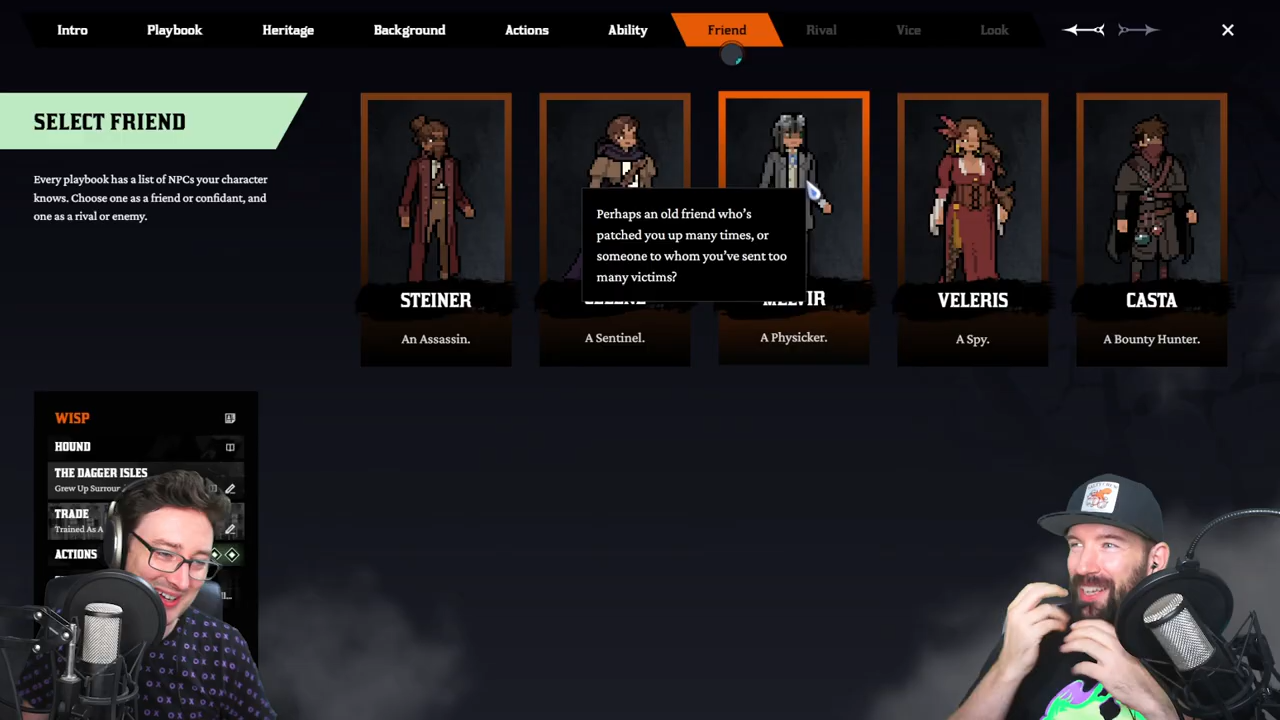 Intro
Playbook
Heritage
Background
Actions
Ability
Friend
Rival
Vice
Look
SELECT FRIEND
Every playbook has a list of NPCs your character
knows. Choose one as a friend or confidant, and
one as a rival or enemy.
Perhaps an old friend who's
patched you up many times, or
someone to whom you've sent too
many victims?
STEINER
An Assassin.
A Sentinel.
MELVIR
A Physicker.
VELERIS
A Spy.
CASTA
A Bounty Hunter.
WISP
HOUND
THE DAGGER ISLES
Grew Up
TRADE
Trained As A
ACTIONS